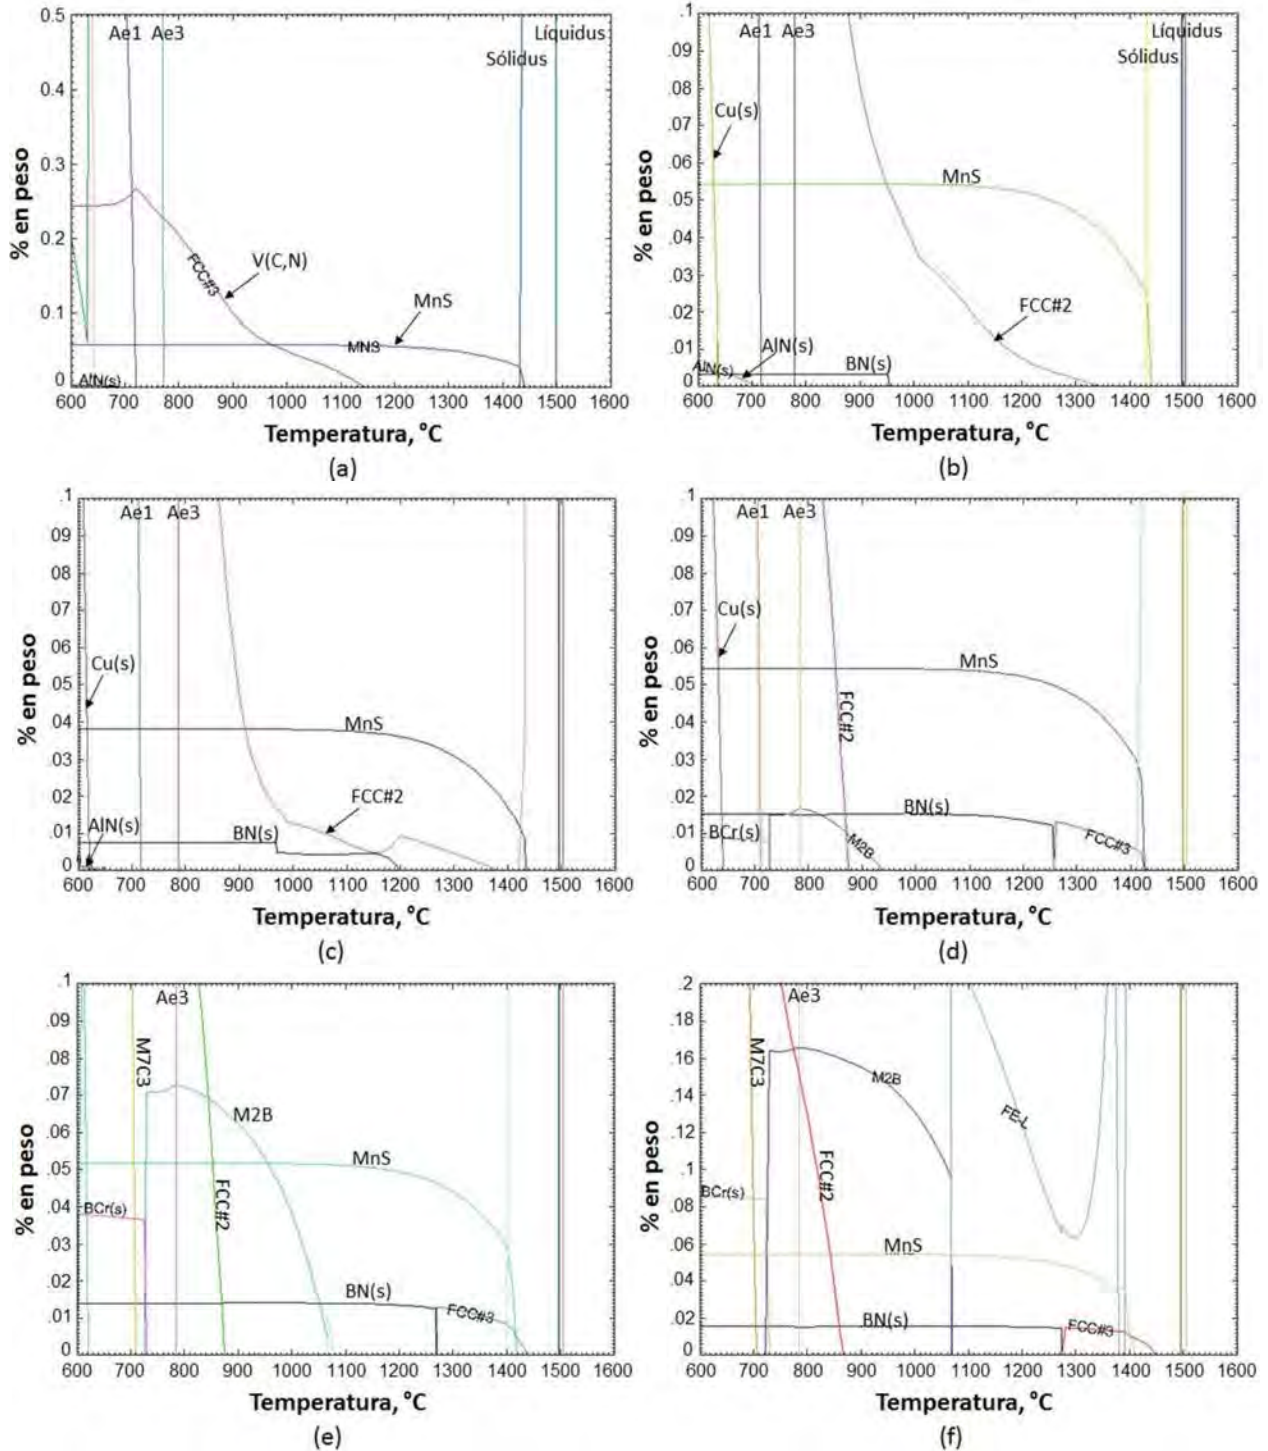 0.5
0.4
0.3
0.2
0.1
0
% en peso
Ae1 Ae3
Sólidus
Líquidus
V(C,N)
FCC#3
MnS
MNS
AlN(s)
600 700 800 900 1000 1100 1200 1300 1400 1500 1600
Temperatura, °C
(a)
.1
.09
.08
.07
.06
.05
.04
.03
.02
.01
0
% en peso
Ae1 Ae3
Líquidus
Sólidus
Cu(s)
MnS
FCC#2
AlN(s)
AlN(s)
BN(s)
600 700 800 900 1000 1100 1200 1300 1400 1500 1600
Temperatura, °C
(b)
.1
.09
.08
.07
.06
.05
.04
.03
.02
.01
0
% en peso
Ae1 Ae3
Cu(s)
MnS
FCC#2
AlN(s)
BN(s)
600 700 800 900 1000 1100 1200 1300 1400 1500 1600
Temperatura, °C
(c)
.1
.09
.08
.07
.06
.05
.04
.03
.02
.01
0
% en peso
Ae1 Ae3
Cu(s)
MnS
FCC#2
BN(s)
BCr(s)
M2B
FCC#3
600 700 800 900 1000 1100 1200 1300 1400 1500 1600
Temperatura, °C
(d)
.1
.09
.08
.07
.06
.05
.04
.03
.02
.01
0
% en peso
Ae3
M7C3
M2B
MnS
BCr(s)
FCC#2
BN(s)
FCC#3
600 700 800 900 1000 1100 1200 1300 1400 1500 1600
Temperatura, °C
(e)
.2
.18
.16
.14
.12
.1
.08
.06
.04
.02
0
% en peso
Ae3
M7C3
M2B
FE-L
FCC#2
BCr(s)
MnS
BN(s)
FCC#3
600 700 800 900 1000 1100 1200 1300 1400 1500 1600
Temperatura, °C
(f)